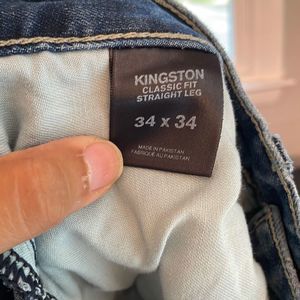 KINGSTON
CLASSIC FIT
STRAIGHT LEG
34 x 34
MADE IN PAKISTAN
FABRIQUÉ AU PAKISTAN